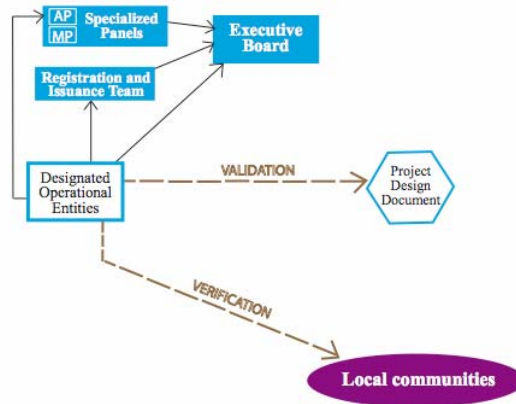 AP
MP
Specialized
Panels
Executive
Board
Registration and
Issuance Team
Designated
Operational
Entities
VALIDATION
Project
Design
Document
VERIFICATION
Local communities